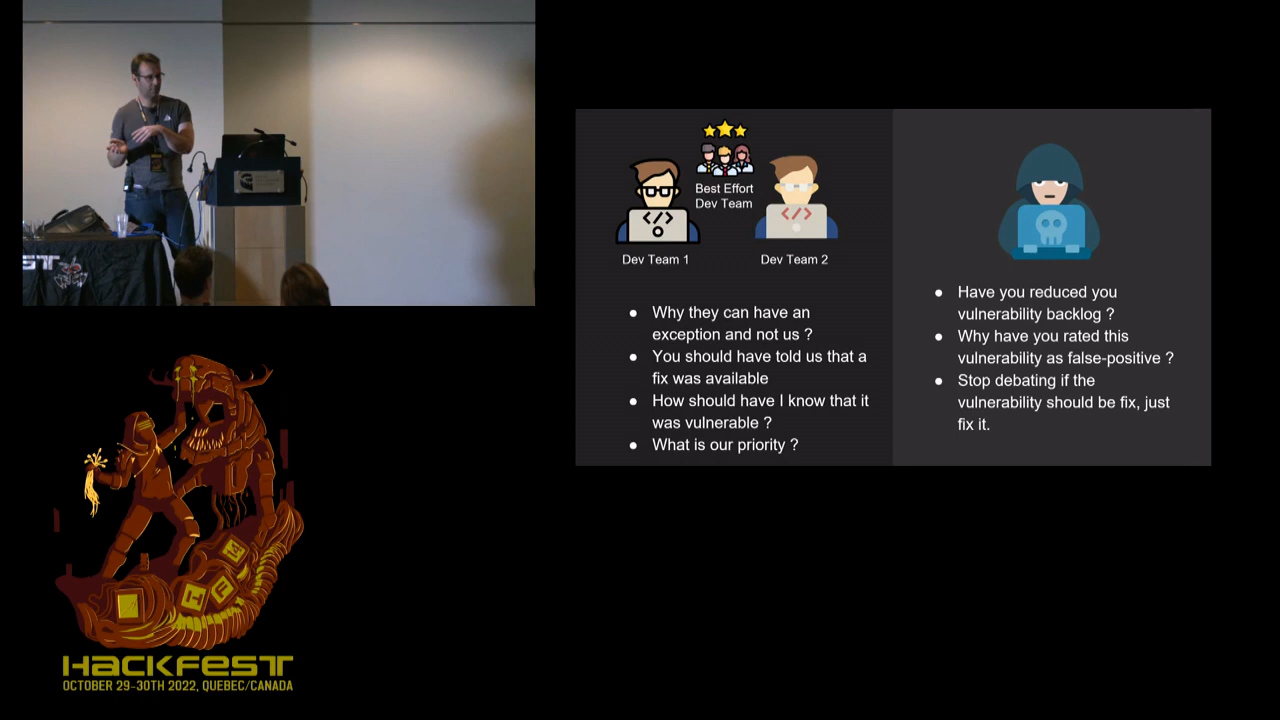 ST
Best Effort
Dev Team
Dev Team 1
Dev Team 2
● Why they can have an
exception and not us ?
● You should have told us that a
fix was available
● How should have I know that it
was vulnerable ?
● What is our priority ?
● Have you reduced you
vulnerability backlog ?
● Why have you rated this
vulnerability as false-positive ?
● Stop debating if the
vulnerability should be fix, just
fix it.
HACKFEST
OCTOBER 29-30TH 2022, QUEBEC/CANADA